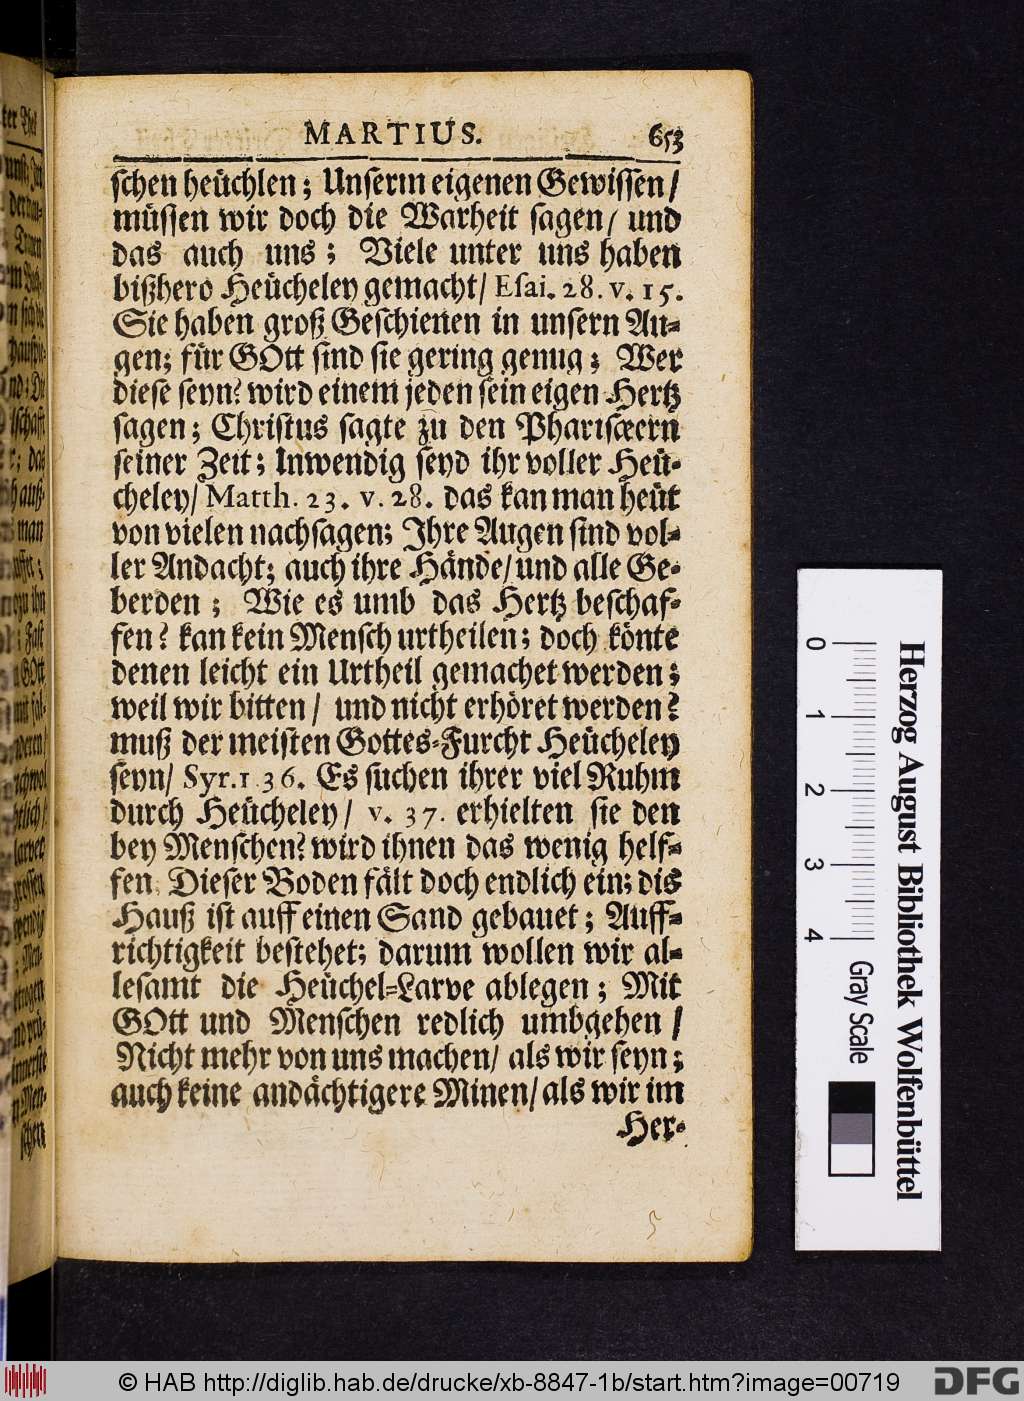 MARTIUS. 653
schen heüchlen; Unserm eigenen Gewissen/
müssen wir doch die Warheit sagen/ und
das auch uns; Viele unter uns haben
bißhero Heücheley gemacht/ Esai. 28. v. 15.
Sie haben groß Geschienen in unsern Au-
gen; für GOtt sind sie gering genug; Wer
diese seyn? wird einem jeden sein eigen Hertz
sagen; Christus sagte zu den Pharisæern
seiner Zeit; Inwendig seyd ihr voller Heü-
cheley/ Matth. 23. v. 28. das kan man heüt
von vielen nachsagen; Ihre Augen sind vol-
ler Andacht; auch ihre Hände/ und alle Ge-
berden; Wie es umb das Hertz beschaf-
fen? kan kein Mensch urtheilen; doch könte
denen leicht ein Urtheil gemachet werden;
weil wir bitten/ und nicht erhöret werden?
muß der meisten Gottes-Furcht Heücheley
seyn/ Syr. 1 36. Es suchen ihrer viel Ruhm
durch Heücheley/ v. 37. erhielten sie den
bey Menschen? wird ihnen das wenig helf-
fen. Dieser Boden fält doch endlich ein; dis
Hauß ist auff einen Sand gebauet; Auff-
richtigkeit bestehet; darum wollen wir al-
lesamt die Heüchel-Larve ablegen; Mit
GOtt und Menschen redlich umbgehen/
Nicht mehr von uns machen/ als wir seyn;
auch keine andächtigere Minen/ als wir im
Her-
0 1 2 3 4
Gray Scale
Herzog August Bibliothek Wolfenbüttel
© HAB http://diglib.hab.de/drucke/xb-8847-1b/start.htm?image=00719
DFG